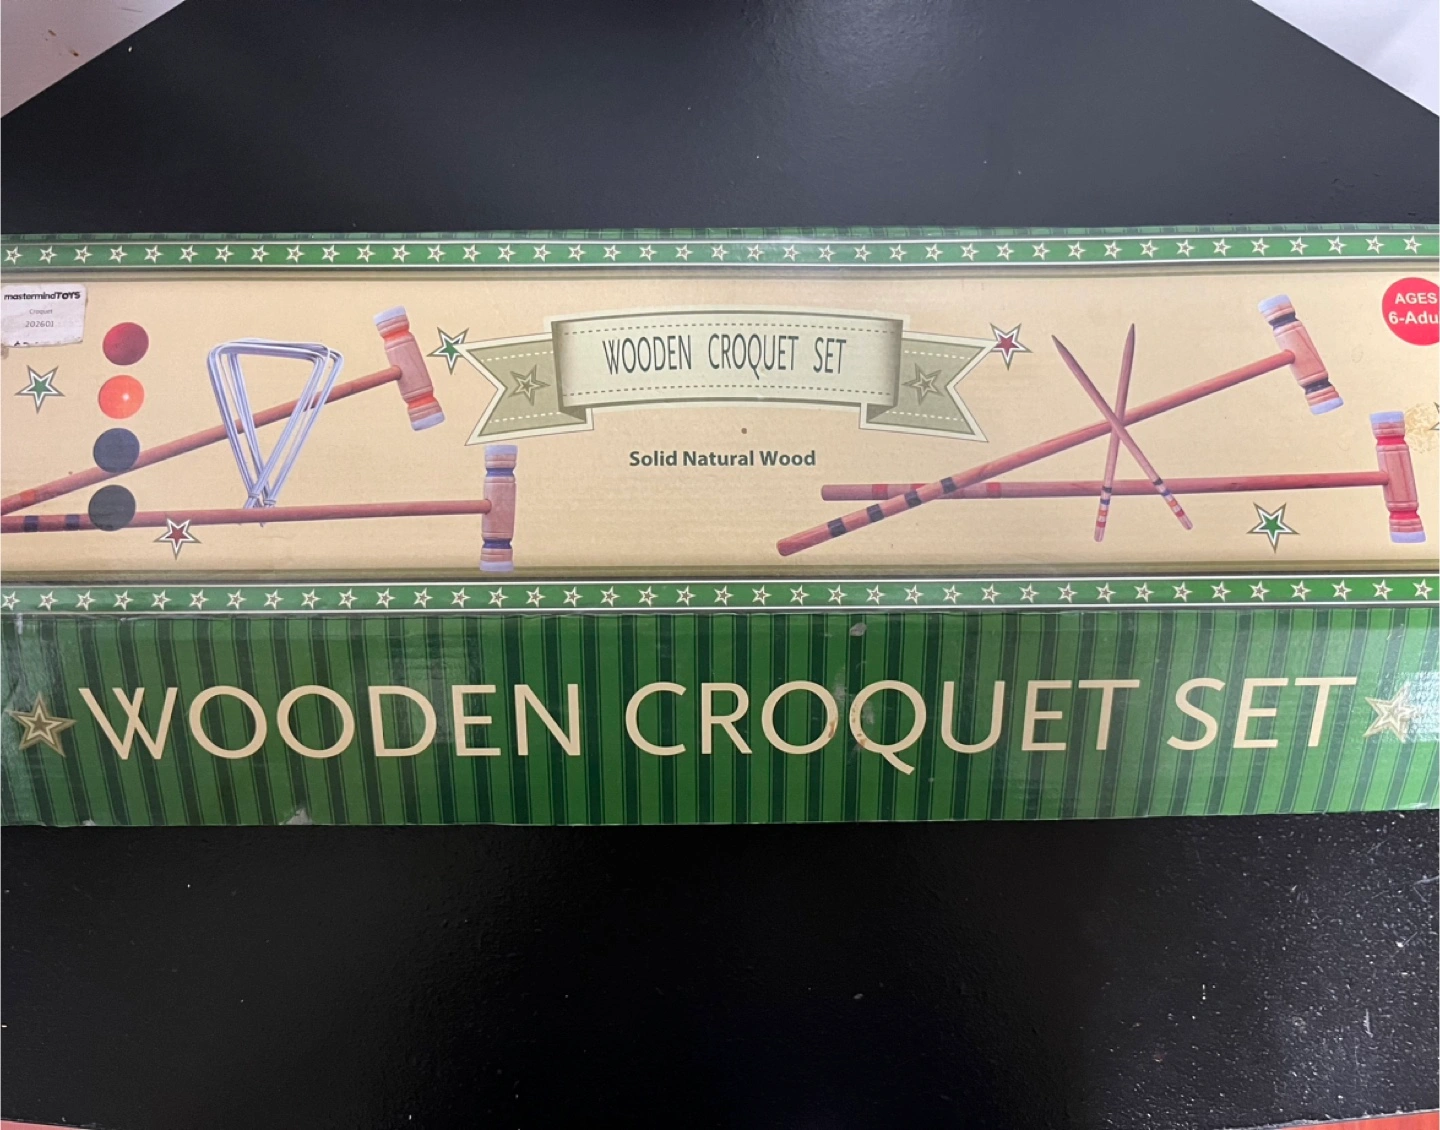 mastermindTOYS
Croquet
202601
WOODEN CROQUET SET
Solid Natural Wood
AGES
6-Adu
WOODEN CROQUET SET